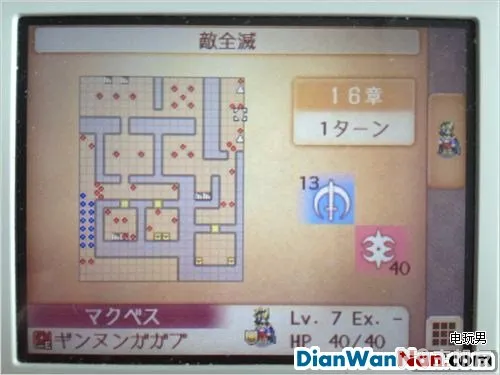 敵全滅
16章
1ターン
13
40
マクベス
ギンヌンガガプ
Lv. 7 Ex. -
HP 40/40
电玩男
DianWanNan.com